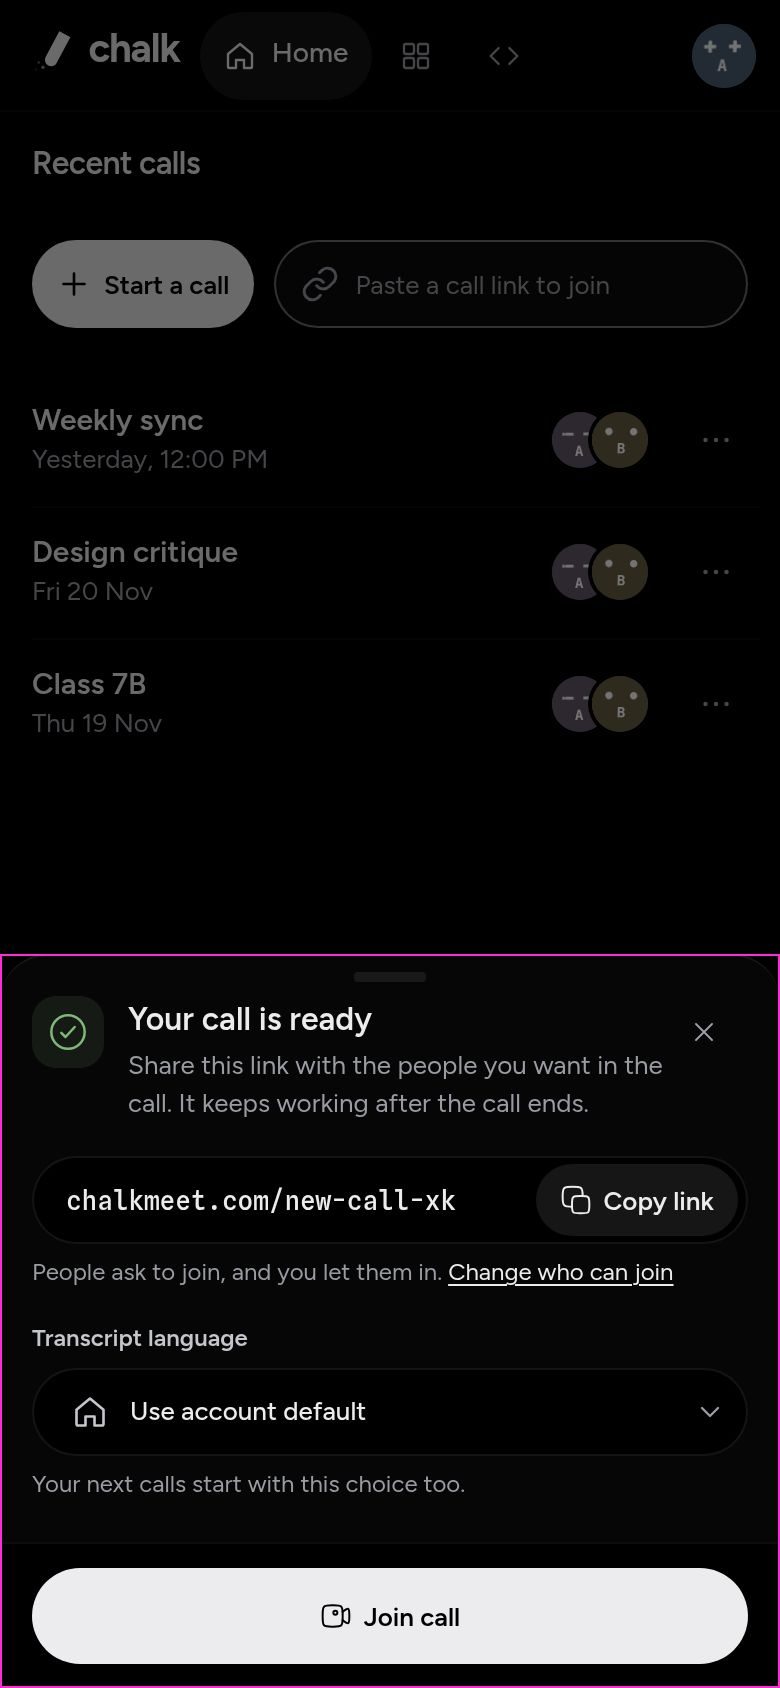 chalk
Home
A
Recent calls
Start a call
Paste a call link to join
Weekly sync
Yesterday, 12:00 PM
A
B
Design critique
Fri 20 Nov
A
B
Class 7B
Thu 19 Nov
A
B
Your call is ready
Share this link with the people you want in the
call. It keeps working after the call ends.
chalkmeet.com/new-call-xk
Copy link
People ask to join, and you let them in. Change who can join
Transcript language
Use account default
Your next calls start with this choice too.
Join call